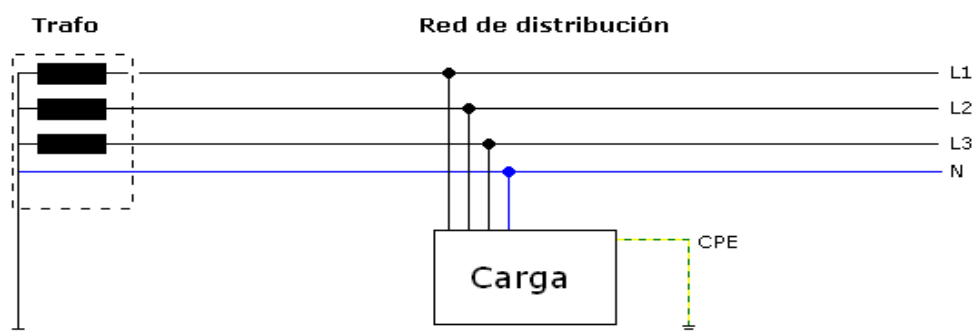 Trafo
Red de distribución
L1
L2
L3
N
CPE
Carga